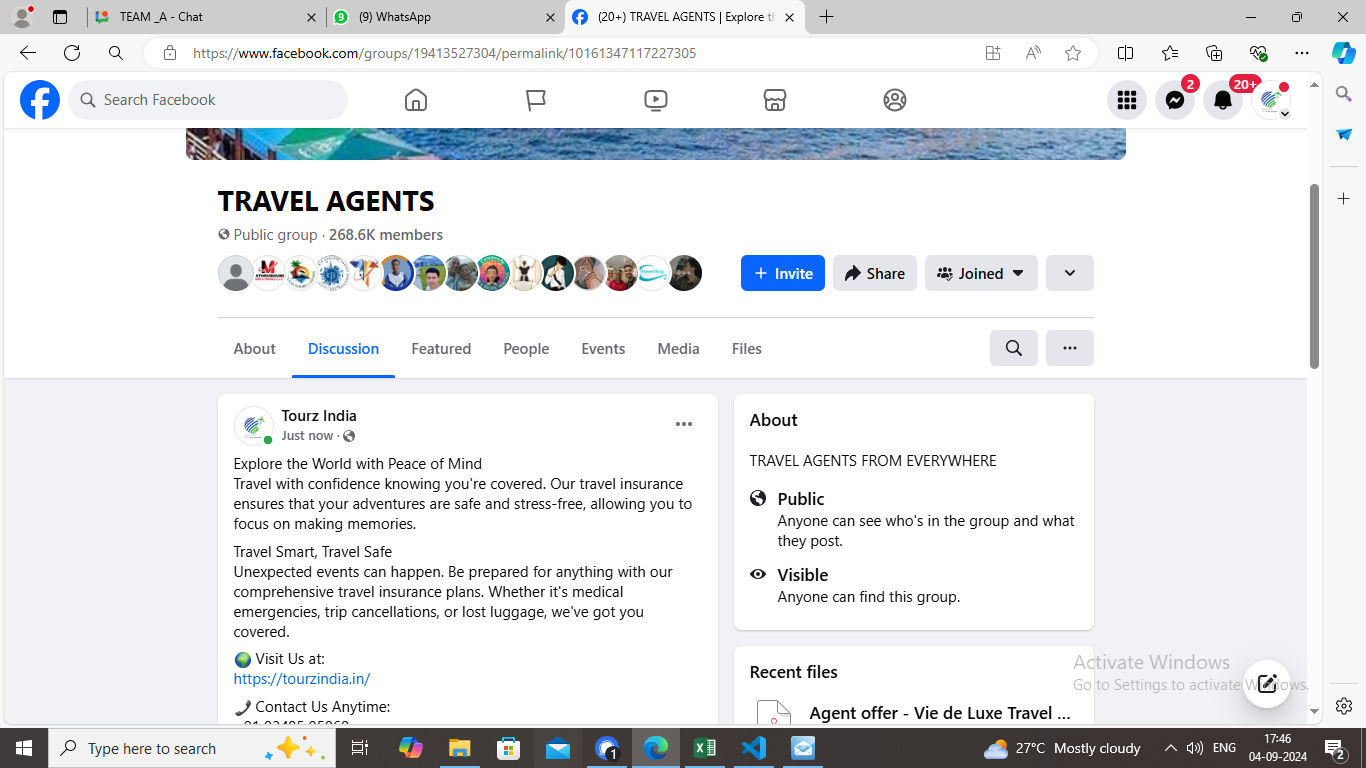 TEAM _A - Chat
(9) WhatsApp
(20+) TRAVEL AGENTS | Explore th
https://www.facebook.com/groups/19413527304/permalink/10161347117227305
Search Facebook
2
20+
TRAVEL AGENTS
Public group · 268.6K members
Invite
Share
Joined
About
Discussion
Featured
People
Events
Media
Files
Tourz India
Just now ·
Explore the World with Peace of Mind
Travel with confidence knowing you're covered. Our travel insurance
ensures that your adventures are safe and stress-free, allowing you to
focus on making memories.
Travel Smart, Travel Safe
Unexpected events can happen. Be prepared for anything with our
comprehensive travel insurance plans. Whether it's medical
emergencies, trip cancellations, or lost luggage, we've got you
covered.
Visit Us at:
https://tourzindia.in/
Contact Us Anytime:
About
TRAVEL AGENTS FROM EVERYWHERE
Public
Anyone can see who's in the group and what
they post.
Visible
Anyone can find this group.
Recent files
Agent offer - Vie de Luxe Travel ...
Activate Windows
Go to Settings to activate Windows.
Type here to search
1
27°C Mostly cloudy
ENG
17:46
04-09-2024
2